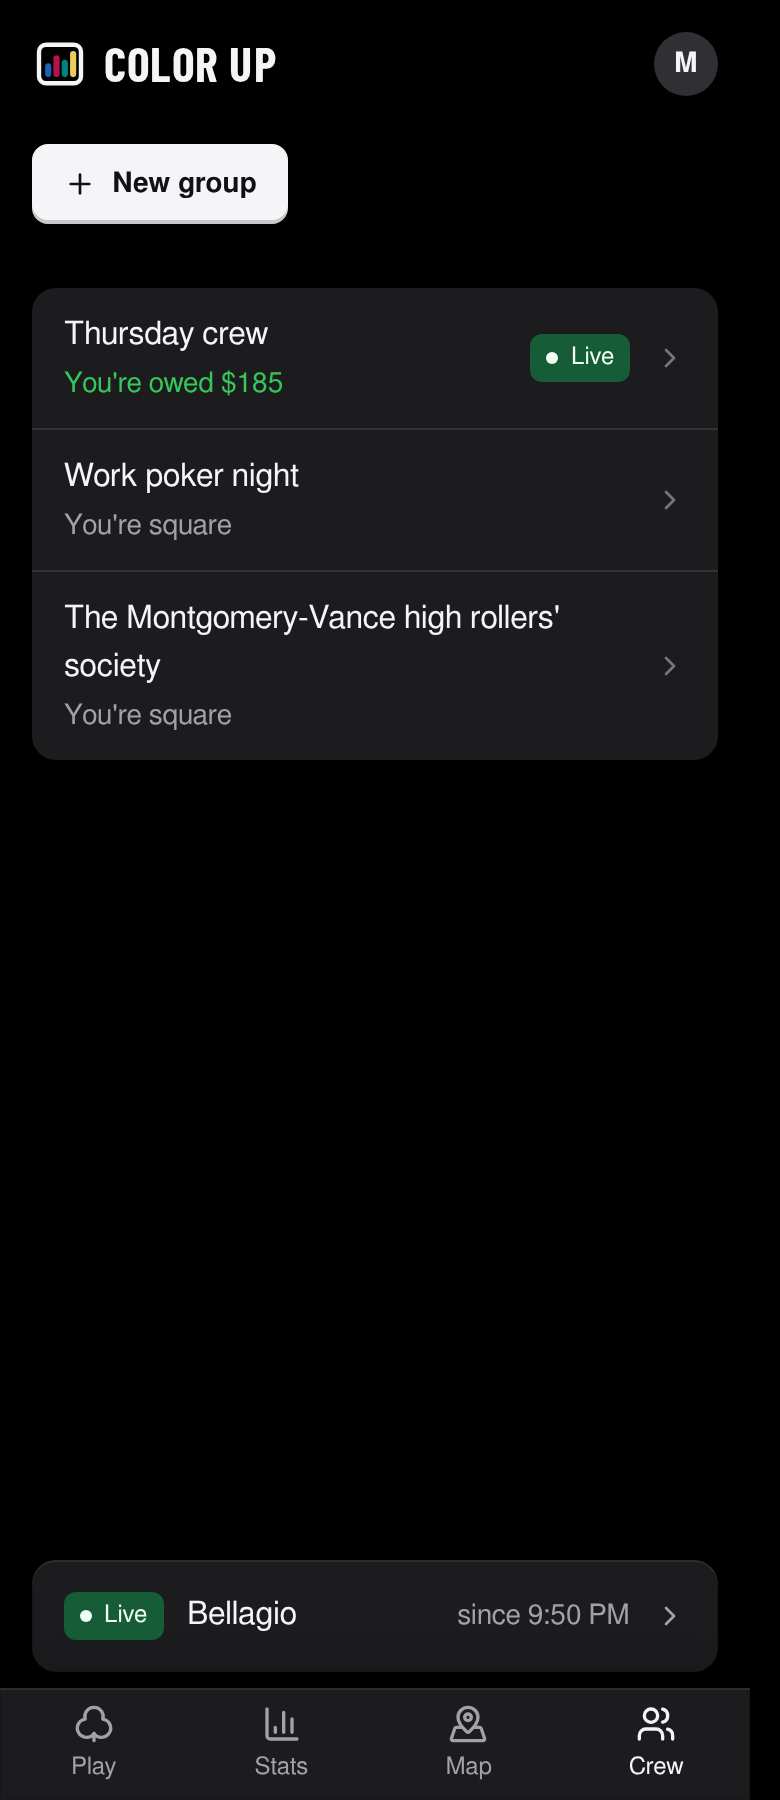 COLOR UP
M
New group
Thursday crew
You're owed $185
Live
Work poker night
You're square
The Montgomery-Vance high rollers'
society
You're square
Live
Bellagio
since 9:50 PM
Play
Stats
Map
Crew